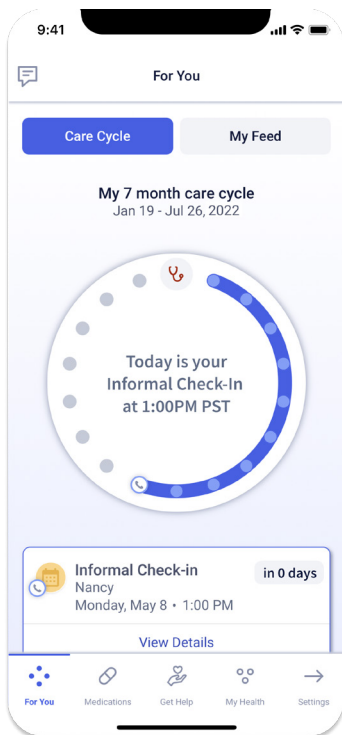 9:41
For You
Care Cycle
My Feed
My 7 month care cycle
Jan 19 - Jul 26, 2022
Today is your
Informal Check-In
at 1:00PM PST
Informal Check-in
in 0 days
Nancy
Monday, May 8 • 1:00 PM
View Details
For You
Medications
Get Help
My Health
Settings